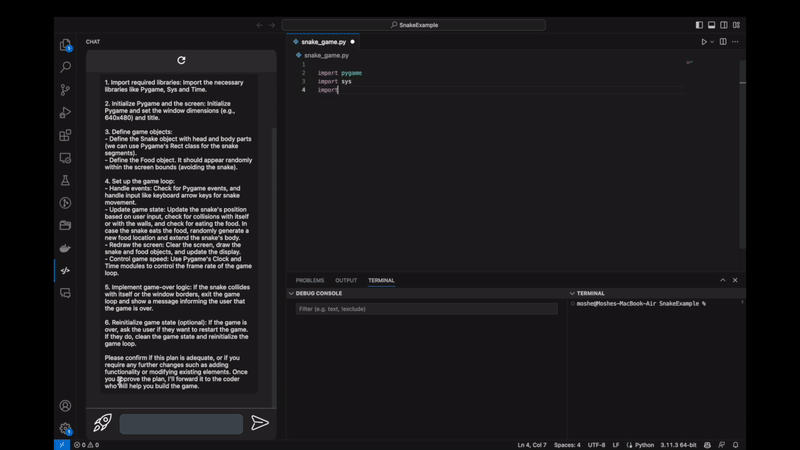 SnakeExample
CHAT
snake_game.py
snake_game.py
1. Import required libraries: Import the necessary
libraries like Pygame, Sys and Time.
2. Initialize Pygame and the screen: Initialize
Pygame and set the window dimensions (e.g.,
640x480) and title.
3. Define game objects:
- Define the Snake object with head and body parts
(we can use Pygame's Rect class for the snake
segments).
- Define the Food object. It should appear randomly
within the screen bounds (avoiding the snake).
4. Set up the game loop:
- Handle events: Check for Pygame events, and
handle input like keyboard arrow keys for snake
movement.
- Update game state: Update the snake's position
based on user input, check for collisions with itself
or with the walls, and check for eating the food. In
case the snake eats the food, randomly generate a
new food location and extend the snake's body.
- Redraw the screen: Clear the screen, draw the
snake and food objects, and update the display.
- Control game speed: Use Pygame's Clock and
Time modules to control the frame rate of the game
loop.
5. Implement game-over logic: If the snake collides
with itself or the window borders, exit the game
loop and show a message informing the user that
the game is over.
6. Reinitialize game state (optional): If the game is
over, ask the user if they want to restart the game.
If they do, clean the game state and reinitialize the
game loop.
Please confirm if this plan is adequate, or if you
require any further changes such as adding
functionality or modifying existing elements. Once
you approve the plan, I'll forward it to the coder
who will help you build the game.
1
2 import pygame
3 import sys
4 import
PROBLEMS OUTPUT TERMINAL
DEBUG CONSOLE
Filter (e.g. text, !exclude)
TERMINAL
moshe@Moshes-MacBook-Air SnakeExample %
0 0
Ln 4, Col 7 Spaces: 4 UTF-8 LF Python 3.11.3 64-bit